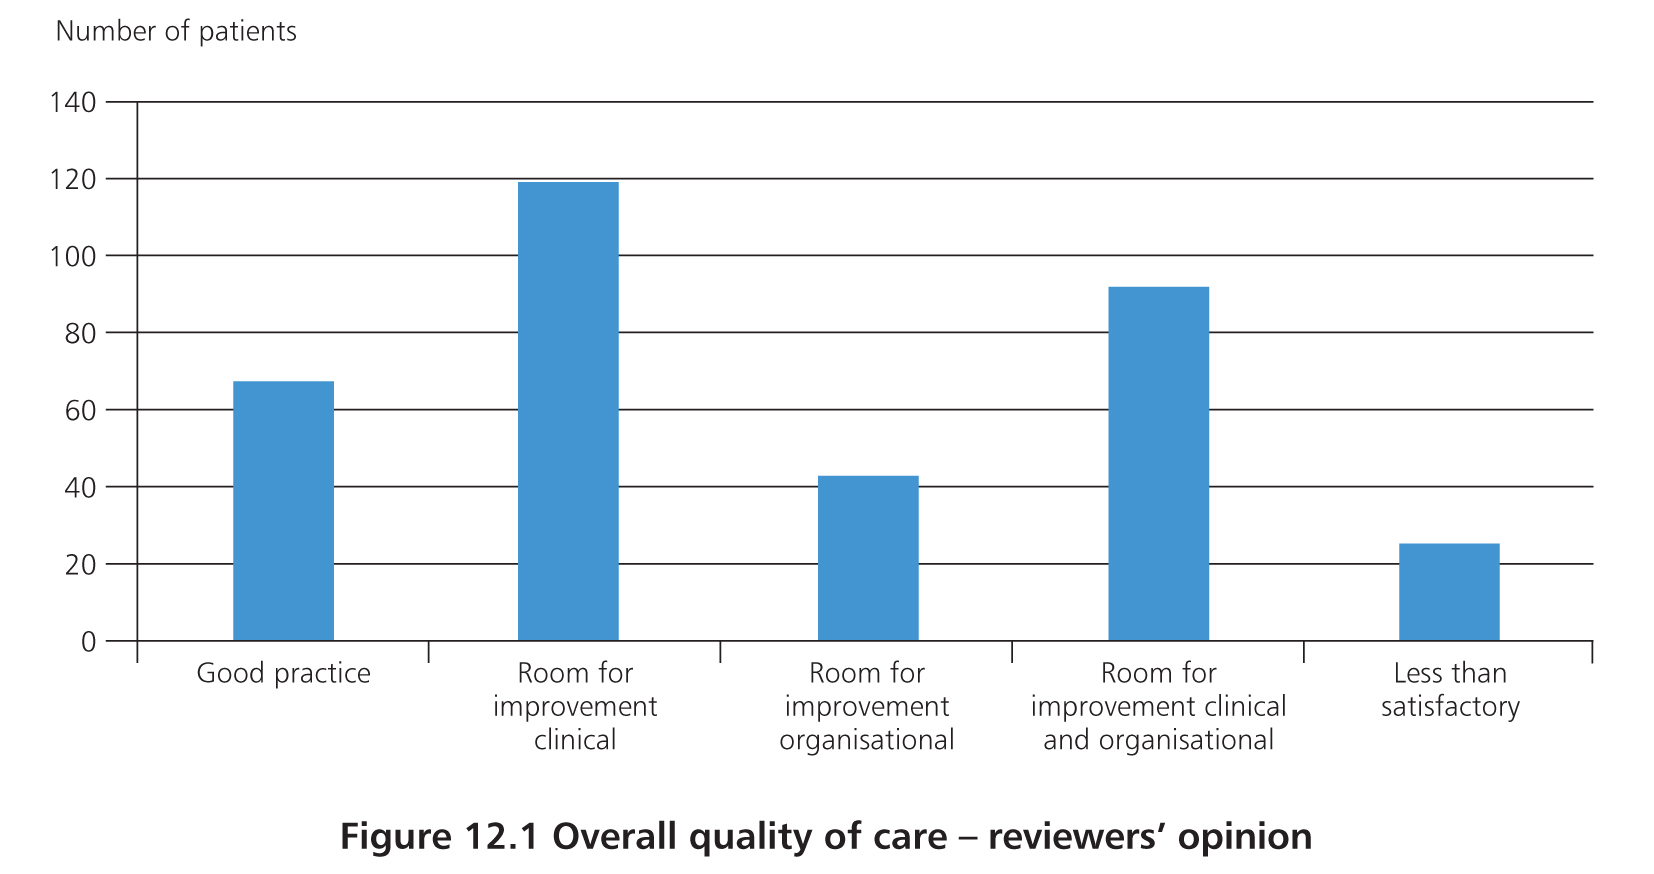 Number of patients
140
120
100
80
60
40
20
0
Good practice
Room for
improvement
clinical
Room for
improvement
organisational
Room for
improvement clinical
and organisational
Less than
satisfactory
Figure 12.1 Overall quality of care – reviewers’ opinion